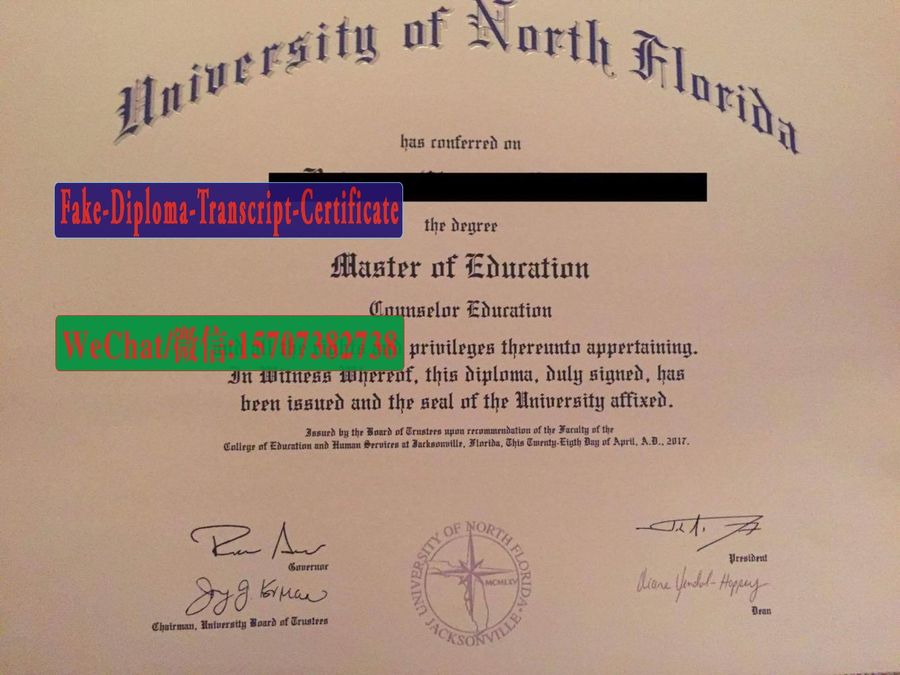 University of North Florida
has conferred on
Fake-Diploma-Transcript-Certificate
the degree
Master of Education
Counselor Education
WeChat/微信:15707382738 privileges thereunto appertaining.
In Witness Whereof, this diploma, duly signed, has
been issued and the seal of the University affixed.
Issued by the Board of Trustees upon recommendation of the Faculty of the
College of Education and Human Services at Jacksonville, Florida, This Twenty-Eigth Day of April, A.D., 2017.
Governor
Chairman, University Board of Trustees
UNIVERSITY OF NORTH FLORIDA
MCMLXV
JACKSONVILLE
President
Dean